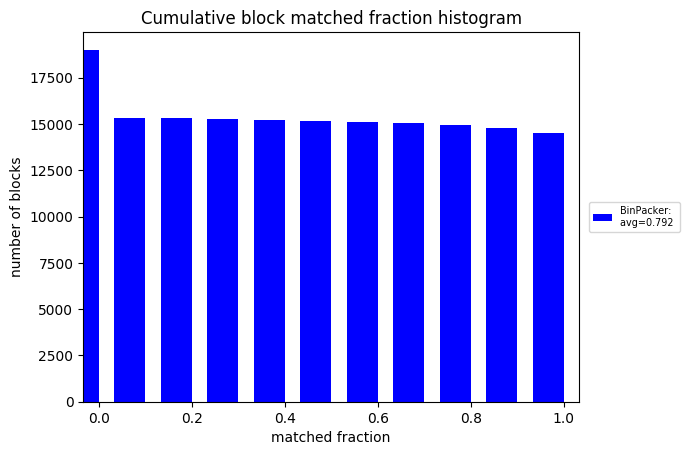 Cumulative block matched fraction histogram
number of blocks
17500
15000
12500
10000
7500
5000
2500
0
0.0 0.2 0.4 0.6 0.8 1.0
matched fraction
BinPacker:
avg=0.792